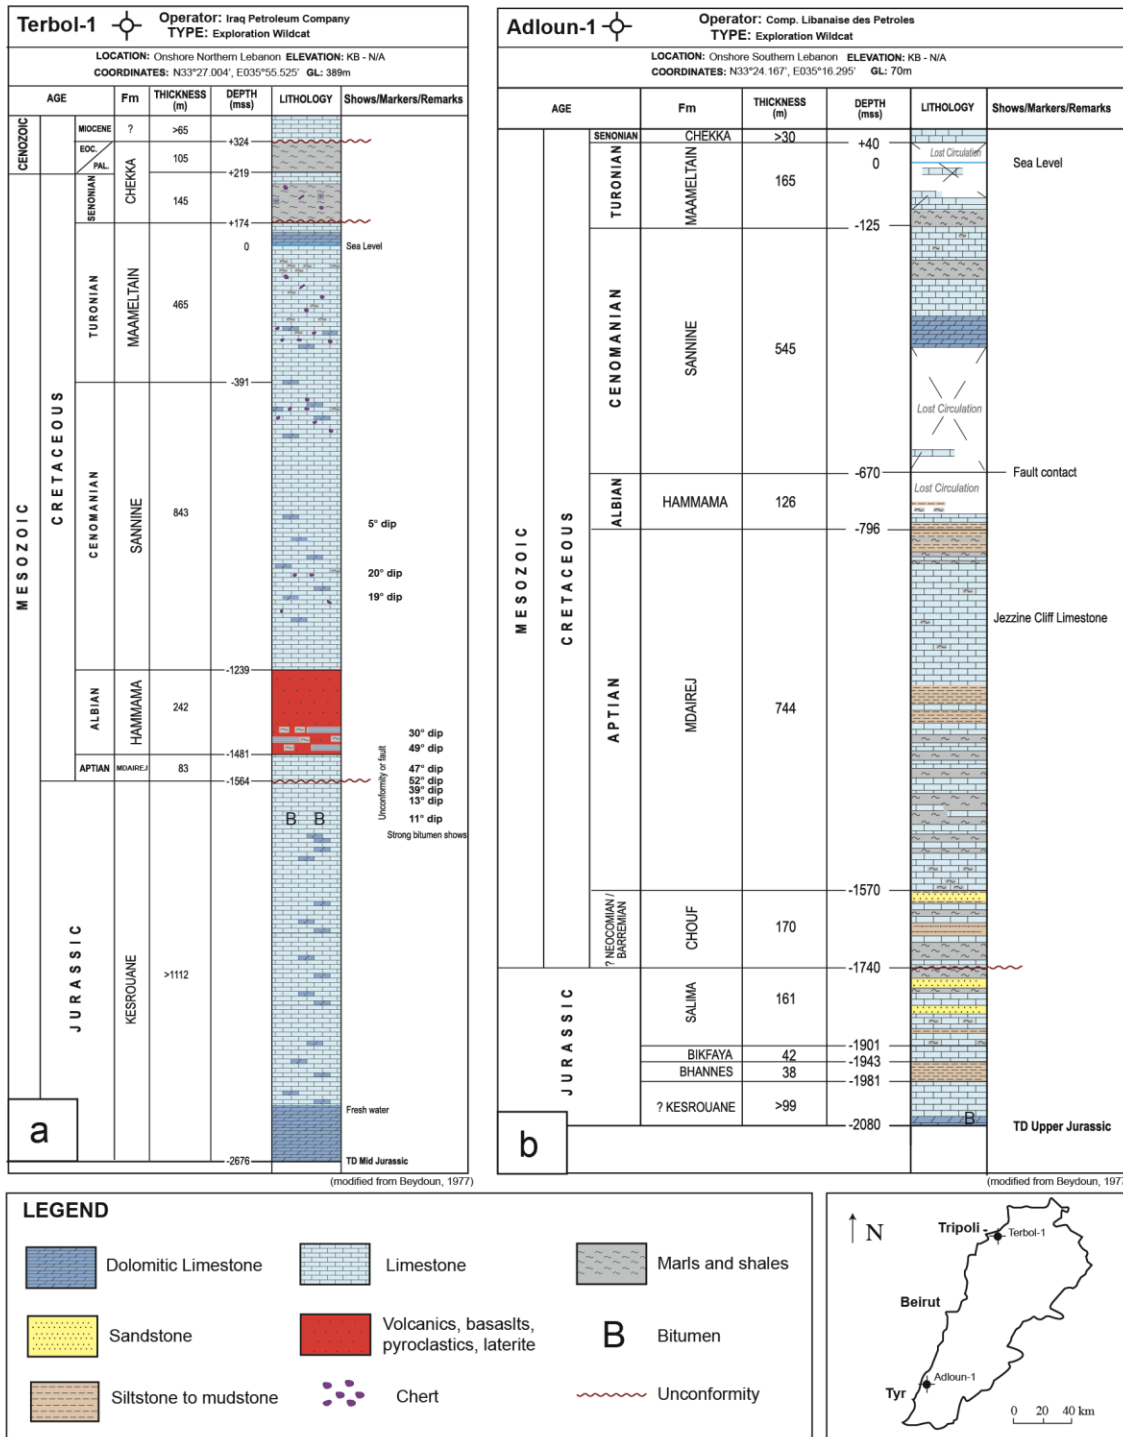 Terbol-1
Operator: Iraq Petroleum Company
TYPE: Exploration Wildcat
LOCATION: Onshore Northern Lebanon ELEVATION: KB - N/A
COORDINATES: N33°27.004', E035°55.525' GL: 389m
AGE
Fm
THICKNESS
(m)
DEPTH
(mss)
LITHOLOGY
Shows/Markers/Remarks
CENOZOIC
MIOCENE
?
>65
+324
EOC.
PAL.
105
+219
CHEKKA
SENONIAN
145
+174
0
Sea Level
MESOZOIC
CRETACEOUS
TURONIAN
MAAMELTAIN
465
-391
CENOMANIAN
SANNINE
843
5° dip
20° dip
19° dip
-1239
ALBIAN
HAMMAMA
242
30° dip
49° dip
-1481
APTIAN
MDAIREJ
83
47° dip
-1564
52° dip
39° dip
13° dip
Unconformity or fault
B B
11° dip
Strong bitumen shows
JURASSIC
KESROUANE
>1112
Fresh water
-2676
TD Mid Jurassic
a
(modified from Beydoun, 1977)
Adloun-1
Operator: Comp. Libanaise des Petroles
TYPE: Exploration Wildcat
LOCATION: Onshore Southern Lebanon ELEVATION: KB - N/A
COORDINATES: N33°24.167', E035°16.295' GL: 70m
AGE
Fm
THICKNESS
(m)
DEPTH
(mss)
LITHOLOGY
Shows/Markers/Remarks
SENONIAN
CHEKKA
>30
+40
Lost Circulation
0
Sea Level
MESOZOIC
CRETACEOUS
TURONIAN
MAAMELTAIN
165
-125
CENOMANIAN
SANNINE
545
Lost Circulation
-670
Fault contact
Lost Circulation
ALBIAN
HAMMAMA
126
-796
Jezzine Cliff Limestone
APTIAN
MDAIREJ
744
-1570
? NEOCOMIAN /
BARREMIAN
CHOUF
170
-1740
JURASSIC
SALIMA
161
-1901
BIKFAYA
42
-1943
BHANNES
38
-1981
? KESROUANE
>99
B
-2080
TD Upper Jurassic
b
(modified from Beydoun, 1977
LEGEND
Dolomitic Limestone
Limestone
Marls and shales
Sandstone
Volcanics, basaslts,
pyroclastics, laterite
B
Bitumen
Siltstone to mudstone
Chert
Unconformity
N
Tripoli
Terbol-1
Beirut
Adloun-1
Tyr
0 20 40 km